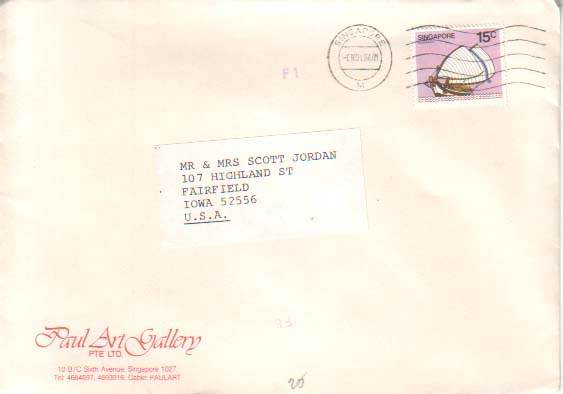 SINGAPORE
SINGAPORE 15c
F1
MR & MRS SCOTT JORDAN
107 HIGHLAND ST
FAIRFIELD
IOWA 52556
U.S.A.
Paul Art Gallery
PTE LTD.
10 B/C Sixth Avenue, Singapore 1027.
Tel: 4684697, 4693916, Cable: PAULART
20